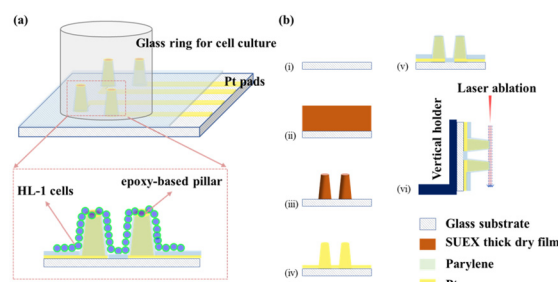 (a)
Glass ring for cell culture
Pt pads
HL-1 cells
epoxy-based pillar
(b)
(i)
(ii)
(iii)
(iv)
(v)
Laser ablation
Vertical holder
(vi)
Glass substrate
SUEX thick dry film
Parylene